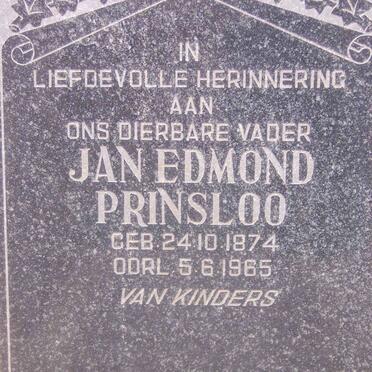 IN
LIEFDEVOLLE HERINNERING
AAN
ONS DIERBARE VADER
JAN EDMOND
PRINSLOO
GEB. 24.10.1874
OORL. 5.6.1965
VAN KINDERS